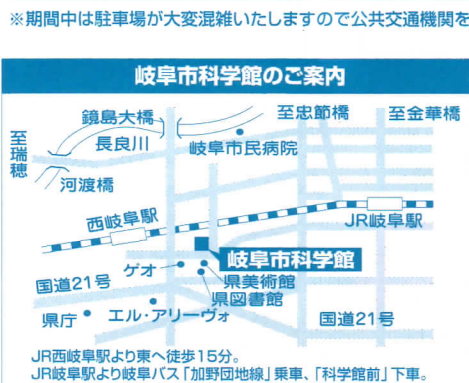 ※期間中は駐車場が大変混雑いたしますので公共交通機関を
岐阜市科学館のご案内
鏡島大橋
至忠節橋
至金華橋
至瑞穂
長良川
岐阜市民病院
河渡橋
西岐阜駅
JR岐阜駅
岐阜市科学館
ゲオ
県美術館
国道21号
県図書館
県庁
エル・アリーヴォ
国道21号
JR西岐阜駅より東へ徒歩15分。
JR岐阜駅より岐阜バス「加野団地線」乗車、「科学館前」下車。